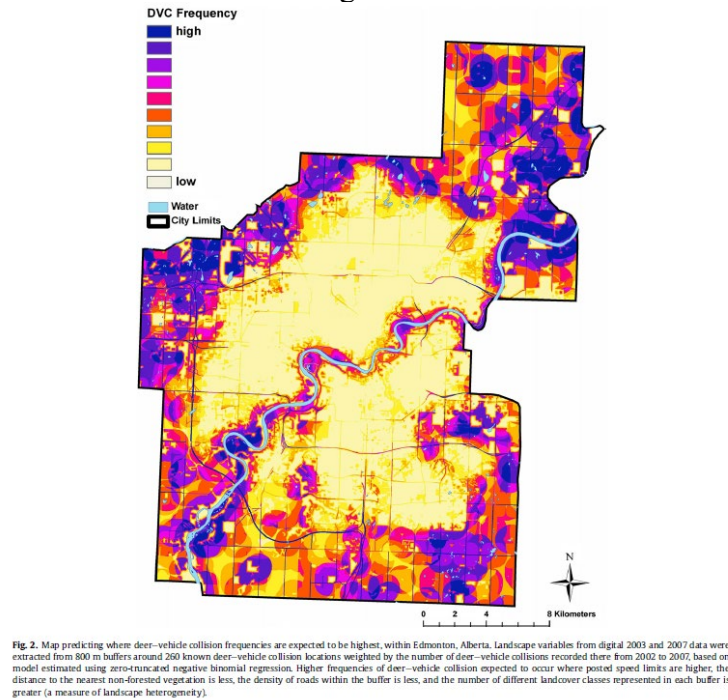 DVC Frequency
high
low
Water
City Limits
N
0 2 4 8 Kilometers
Fig. 2. Map predicting where deer–vehicle collision frequencies are expected to be highest, within Edmonton, Alberta. Landscape variables from digital 2003 and 2007 data were
extracted from 800 m buffers around 260 known deer–vehicle collision locations weighted by the number of deer–vehicle collisions recorded there from 2002 to 2007, based on
model estimated using zero-truncated negative binomial regression. Higher frequencies of deer–vehicle collision expected to occur where posted speed limits are higher, the
distance to the nearest non-forested vegetation is less, the density of roads within the buffer is less, and the number of different landcover classes represented in each buffer is
greater (a measure of landscape heterogeneity).